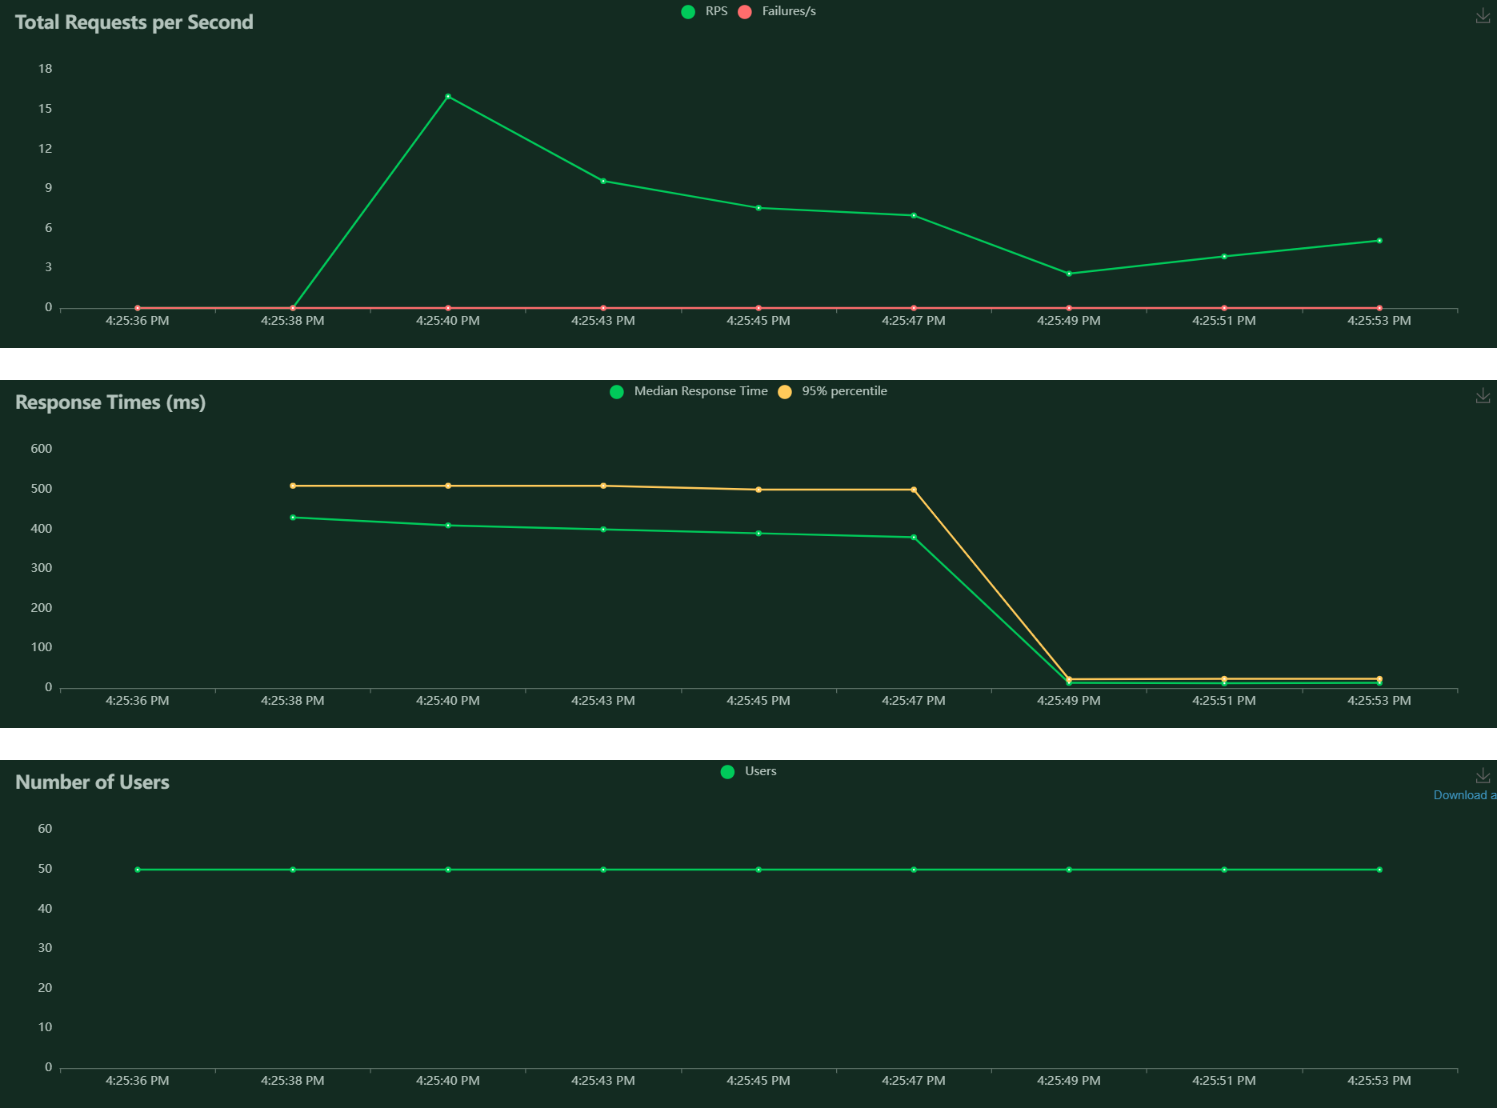 Total Requests per Second
RPS Failures/s
18
15
12
9
6
3
0
4:25:36 PM 4:25:38 PM 4:25:40 PM 4:25:43 PM 4:25:45 PM 4:25:47 PM 4:25:49 PM 4:25:51 PM 4:25:53 PM
Response Times (ms)
Median Response Time 95% percentile
600
500
400
300
200
100
0
4:25:36 PM 4:25:38 PM 4:25:40 PM 4:25:43 PM 4:25:45 PM 4:25:47 PM 4:25:49 PM 4:25:51 PM 4:25:53 PM
Number of Users
Users
Download a
60
50
40
30
20
10
0
4:25:36 PM 4:25:38 PM 4:25:40 PM 4:25:43 PM 4:25:45 PM 4:25:47 PM 4:25:49 PM 4:25:51 PM 4:25:53 PM